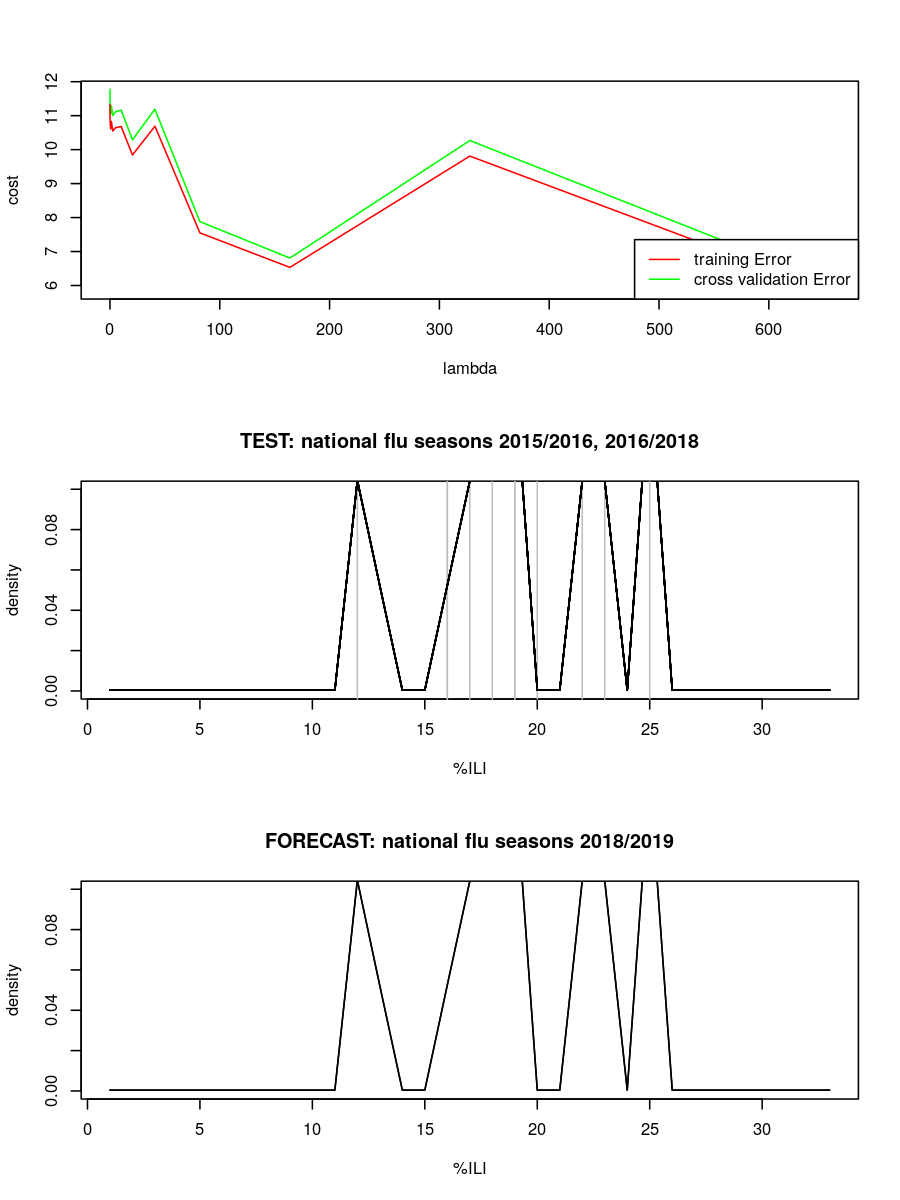 cost
12
11
10
9
8
7
6
training Error
cross validation Error
0 100 200 300 400 500 600
lambda
TEST: national flu seasons 2015/2016, 2016/2018
density
0.08
0.04
0.00
0 5 10 15 20 25 30
%ILI
FORECAST: national flu seasons 2018/2019
density
0.08
0.04
0.00
0 5 10 15 20 25 30
%ILI